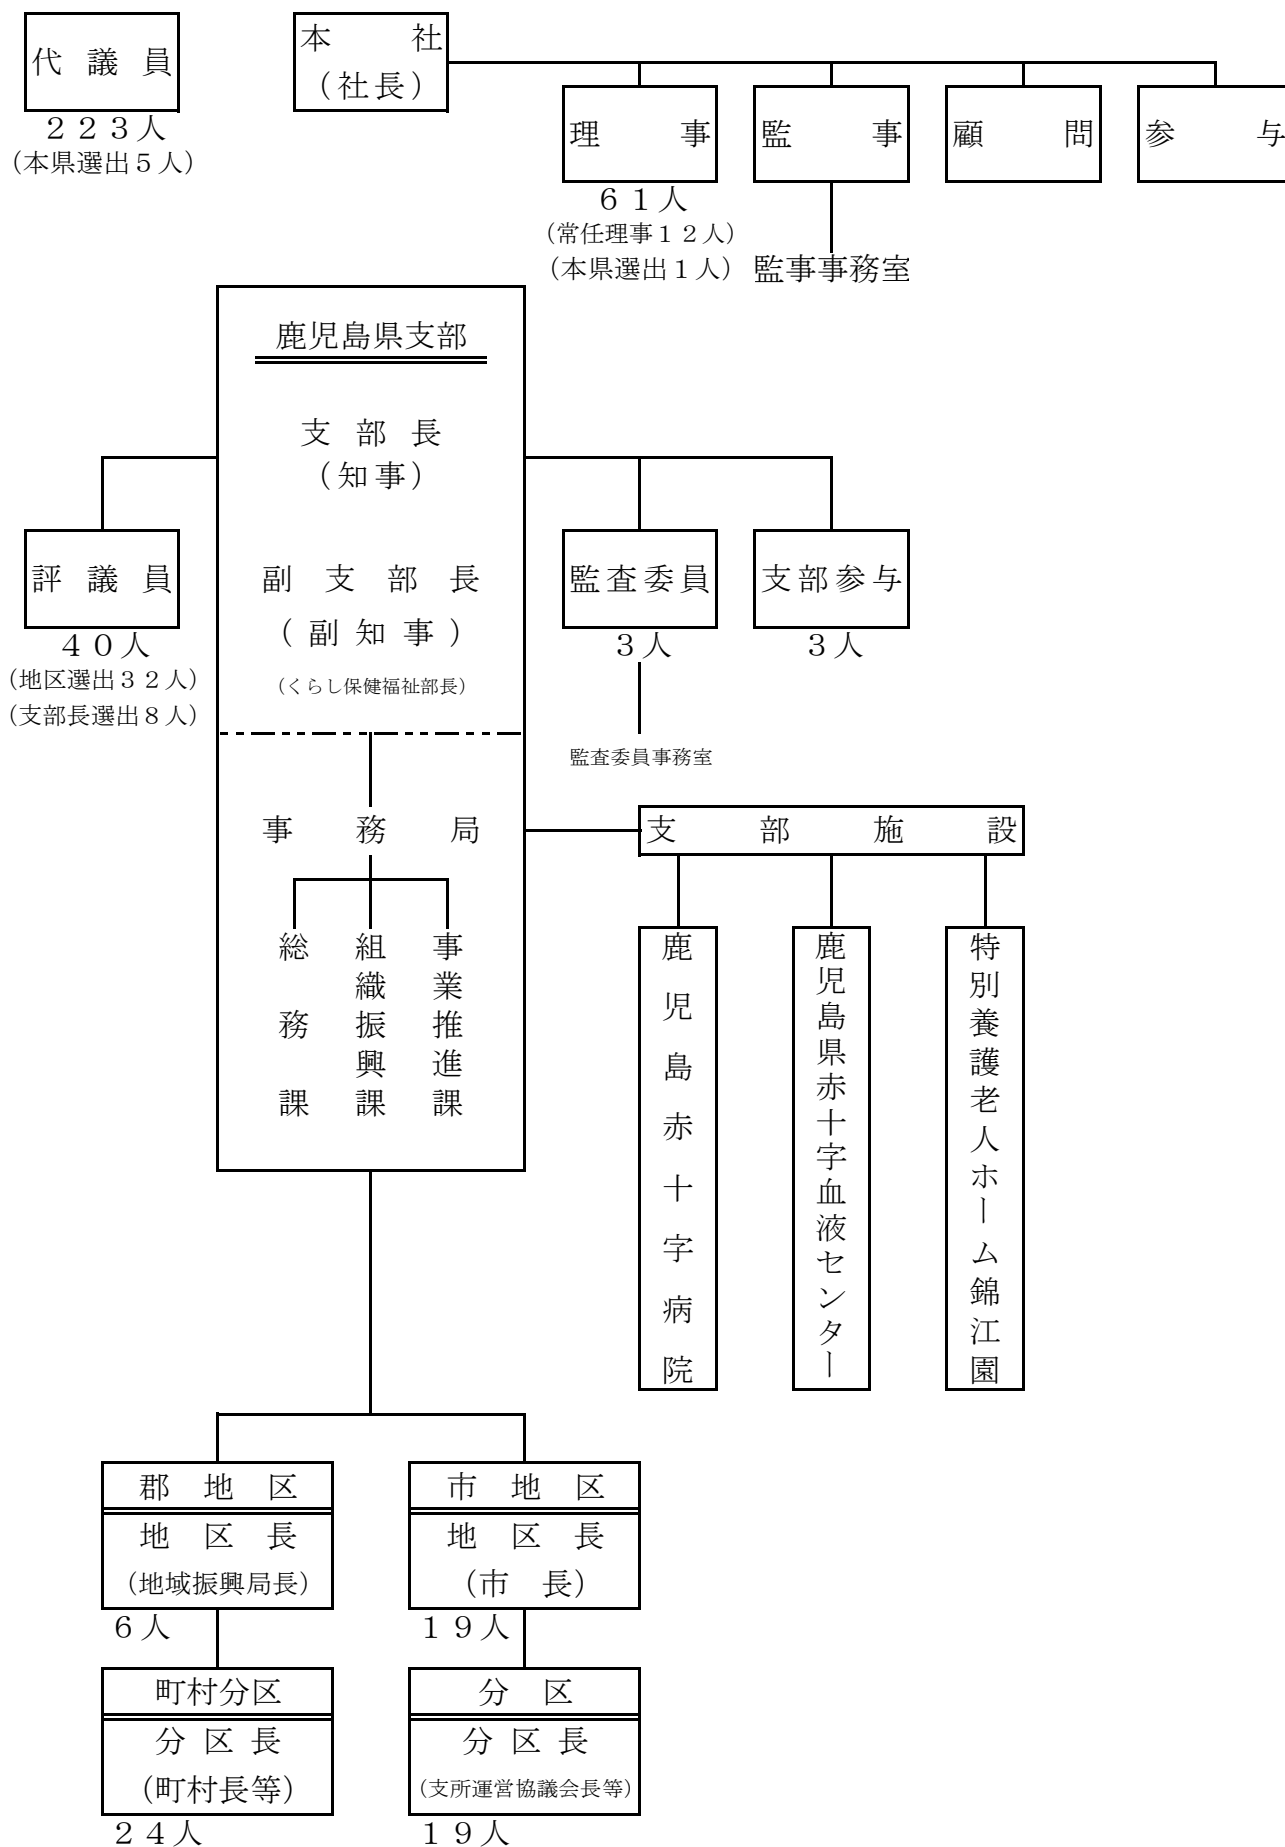 代議員
２２３人
（本県選出５人）
本社
（社長）
理事
６１人
（常任理事１２人）
（本県選出１人）
監事
監事事務室
顧問
参与
鹿児島県支部
支部長
（知事）
副支部長
（副知事）
（くらし保健福祉部長）
評議員
４０人
（地区選出３２人）
（支部長選出８人）
監査委員
３人
監査委員事務室
支部参与
３人
事務局
総務課
組織振興課
事業推進課
支部施設
鹿児島赤十字病院
鹿児島県赤十字血液センター
特別養護老人ホーム錦江園
郡地区
地区長
（地域振興局長）
６人
市地区
地区長
（市　長）
１９人
町村分区
分区長
（町村長等）
２４人
分区
分区長
（支所運営協議会長等）
１９人